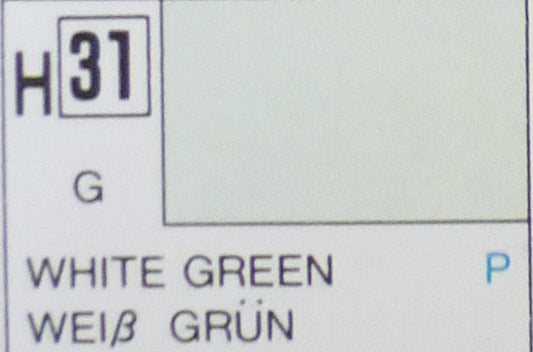 H 31
G
WHITE GREEN P
WEIß GRÜN